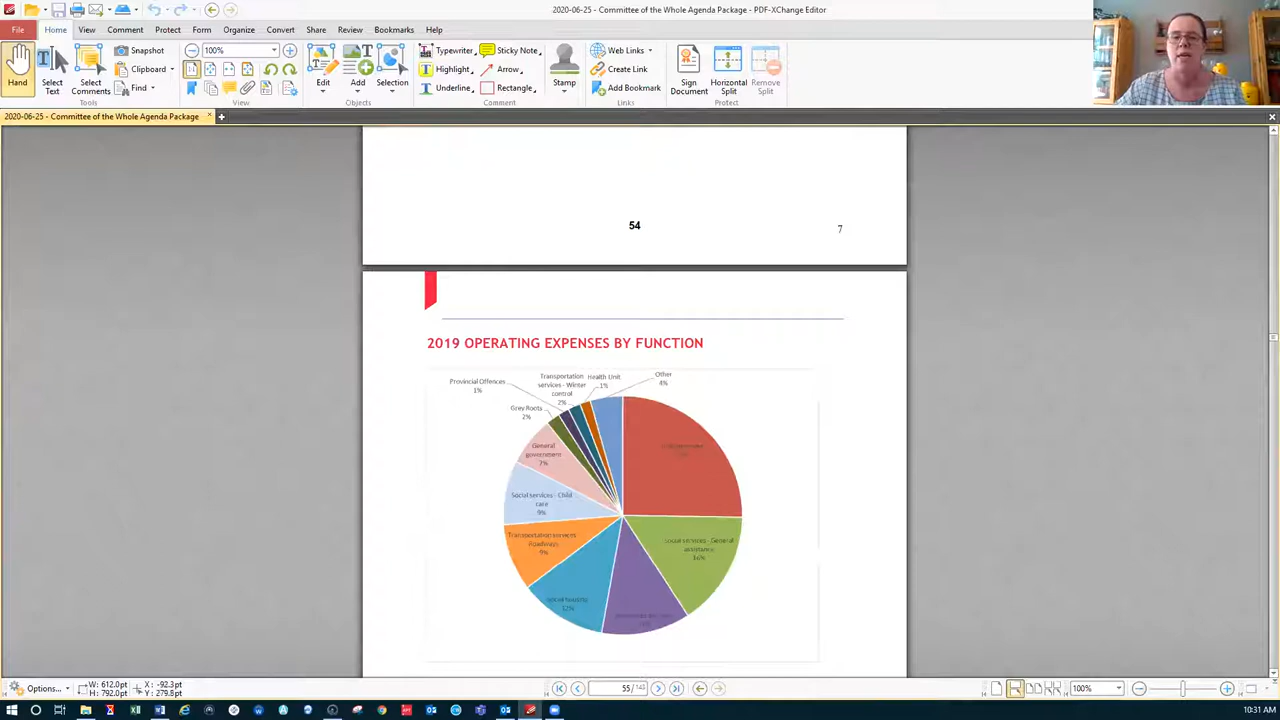 2020-06-25 - Committee of the Whole Agenda Package - PDF-XChange Editor
File Home View Comment Protect Form Organize Convert Share Review Bookmarks Help
Hand
Select Text
Select Comments
Snapshot
Clipboard
Find
Tools
100%
View
Edit
Add
Selection
Objects
Typewriter
Highlight
Underline
Sticky Note
Arrow
Rectangle
Stamp
Comment
Web Links
Create Link
Add Bookmark
Links
Sign Document
Horizontal Split
Remove Split
Protect
2020-06-25 - Committee of the Whole Agenda Package
54
7
2019 OPERATING EXPENSES BY FUNCTION
Provincial Offences
1%
Transportation
services - Winter
control
2%
Health Unit
1%
Other
4%
Grey Roots
2%
General
government
7%
Social services - Child
care
9%
Transportation services
Roadways
9%
Social housing
12%
Social services - General
assistance
16%
Options...
W: 612.0pt
H: 792.0pt
X: -92.3pt
Y: 279.8pt
55 / 143
100%
10:31 AM